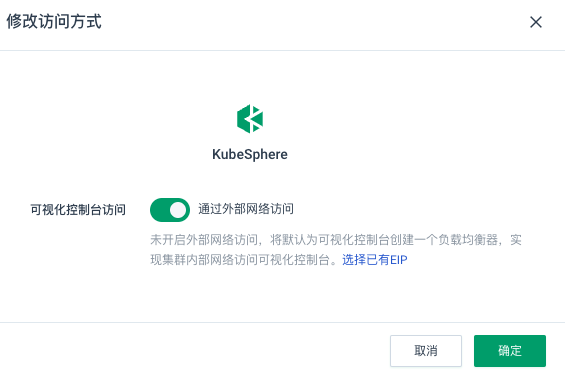 修改访问方式
KubeSphere
可视化控制台访问 通过外部网络访问
未开启外部网络访问，将默认为可视化控制台创建一个负载均衡器，实
现集群内部网络访问可视化控制台。选择已有EIP
取消 确定